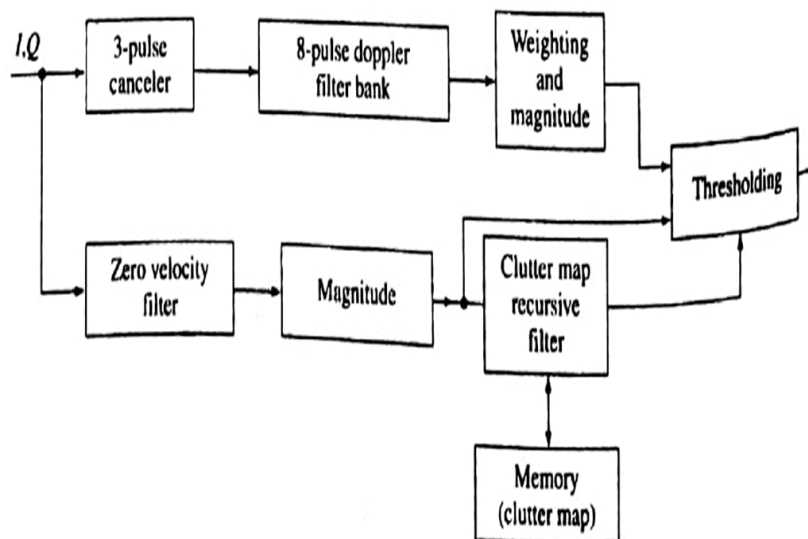 I,Q
3-pulse
canceler
8-pulse doppler
filter bank
Weighting
and
magnitude
Thresholding
Zero velocity
filter
Magnitude
Clutter map
recursive
filter
Memory
(clutter map)